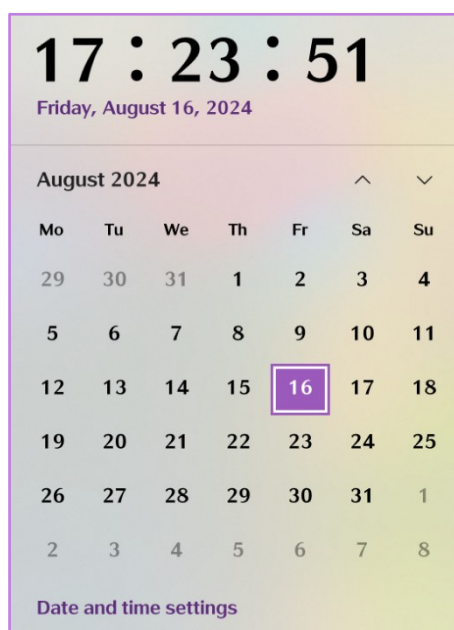 17:23:51
Friday, August 16, 2024
August 2024
Mo Tu We Th Fr Sa Su
29 30 31 1 2 3 4
5 6 7 8 9 10 11
12 13 14 15 16 17 18
19 20 21 22 23 24 25
26 27 28 29 30 31 1
2 3 4 5 6 7 8
Date and time settings